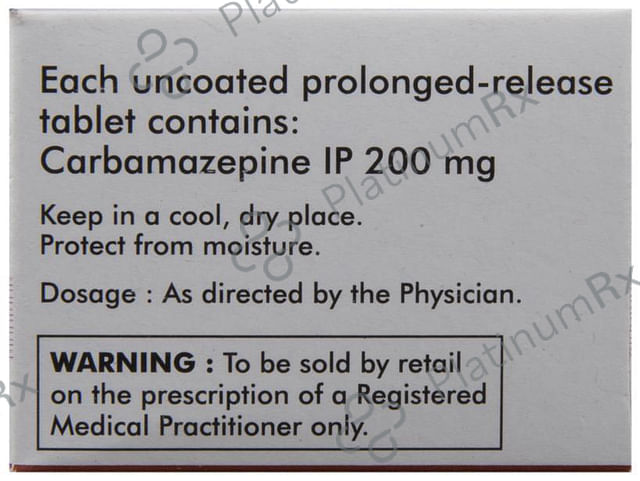 Each uncoated prolonged-release
tablet contains:
Carbamazepine IP 200 mg
Keep in a cool, dry place.
Protect from moisture.
Dosage : As directed by the Physician.
WARNING : To be sold by retail
on the prescription of a Registered
Medical Practitioner only.
PlatinumRx
PlatinumRx